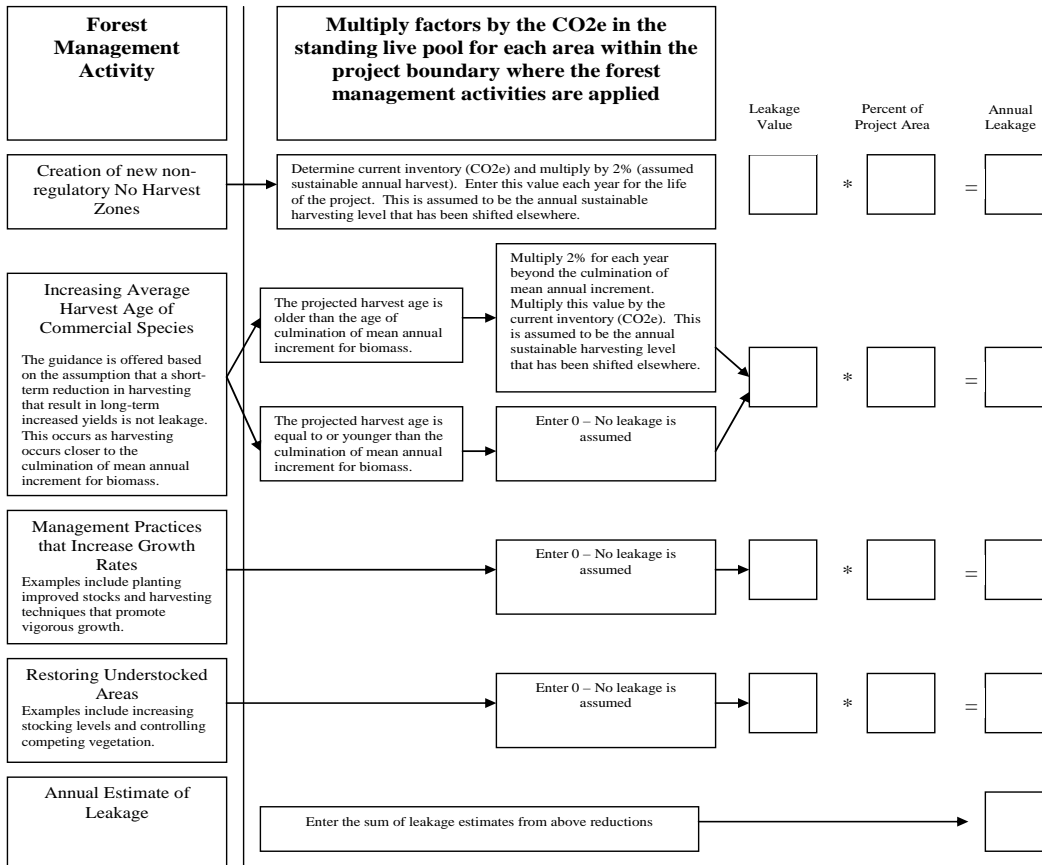 Forest
Management
Activity
Multiply factors by the CO2e in the
standing live pool for each area within the
project boundary where the forest
management activities are applied
Leakage
Value
Percent of
Project Area
Annual
Leakage
Creation of new non-
regulatory No Harvest
Zones
Determine current inventory (CO2e) and multiply by 2% (assumed
sustainable annual harvest). Enter this value each year for the life
of the project. This is assumed to be the annual sustainable
harvesting level that has been shifted elsewhere.
*
=
Increasing Average
Harvest Age of
Commercial Species
The guidance is offered based
on the assumption that a short-
term reduction in harvesting
that result in long-term
increased yields is not leakage.
This occurs as harvesting
occurs closer to the
culmination of mean annual
increment for biomass.
The projected harvest age is
older than the age of
culmination of mean annual
increment for biomass.
Multiply 2% for each year
beyond the culmination of
mean annual increment.
Multiply this value by the
current inventory (CO2e). This
is assumed to be the annual
sustainable harvesting level
that has been shifted elsewhere.
The projected harvest age is
equal to or younger than the
culmination of mean annual
increment for biomass.
Enter 0 – No leakage is
assumed
*
=
Management Practices
that Increase Growth
Rates
Examples include planting
improved stocks and harvesting
techniques that promote
vigorous growth.
Enter 0 – No leakage is
assumed
*
=
Restoring Understocked
Areas
Examples include increasing
stocking levels and controlling
competing vegetation.
Enter 0 – No leakage is
assumed
*
=
Annual Estimate of
Leakage
Enter the sum of leakage estimates from above reductions